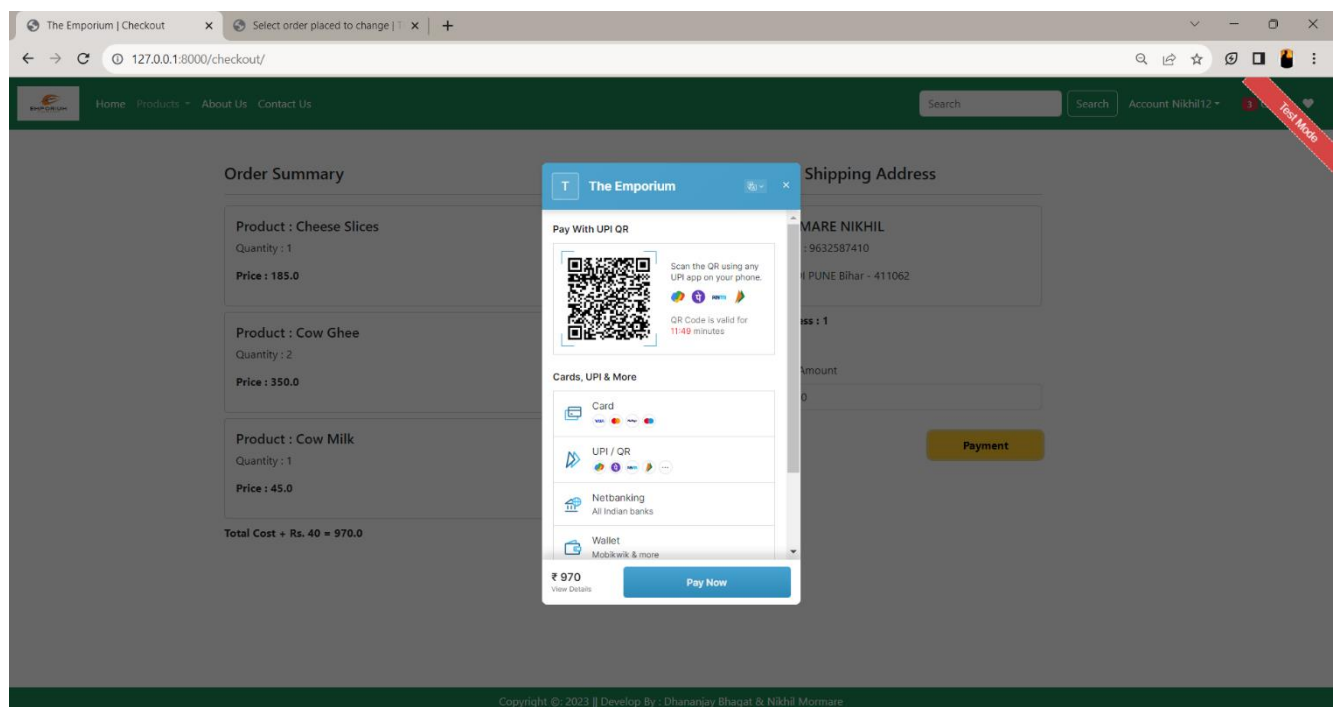 The Emporium | Checkout
Select order placed to change | T
127.0.0.1:8000/checkout/
EMPORIUM
Home Products About Us Contact Us
Search
Search
Account Nikhil12
3
Test Mode
Order Summary
Product : Cheese Slices
Quantity : 1
Price : 185.0
Product : Cow Ghee
Quantity : 2
Price : 350.0
Product : Cow Milk
Quantity : 1
Price : 45.0
Total Cost + Rs. 40 = 970.0
T
The Emporium
Pay With UPI QR
Scan the QR using any
UPI app on your phone.
QR Code is valid for
11:49 minutes
Cards, UPI & More
Card
UPI / QR
Netbanking
All Indian banks
Wallet
Mobikwik & more
₹ 970
View Details
Pay Now
Shipping Address
MARE NIKHIL
: 9632587410
PUNE Bihar - 411062
ess : 1
Amount
0
Payment
Copyright ©: 2023 || Develop By : Dhananjay Bhagat & Nikhil Mormare